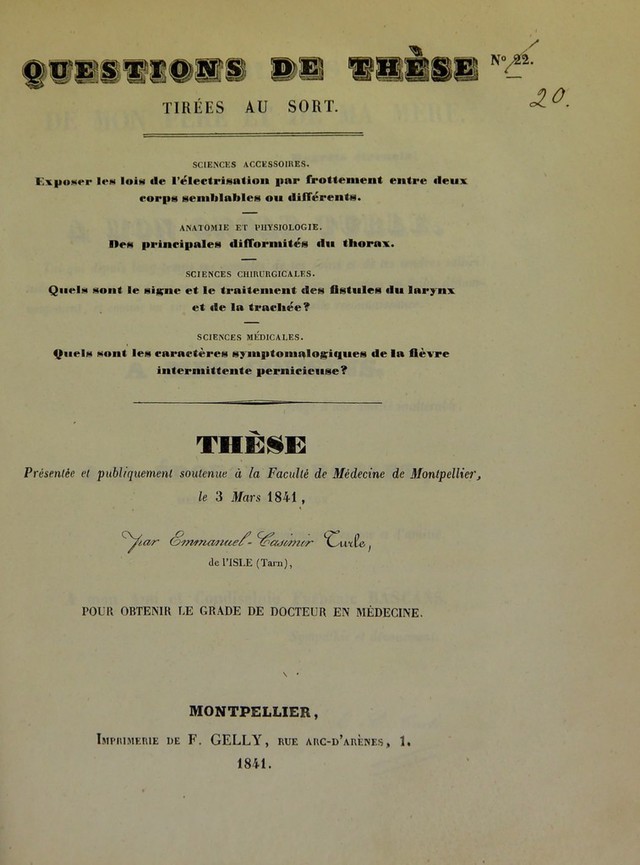 QUESTIONS DE THÈSE N° 22.
20.
TIRÉES AU SORT.
SCIENCES ACCESSOIRES.
Exposer les lois de l'électrisation par frottement entre deux
corps semblables ou différents.
ANATOMIE ET PHYSIOLOGIE.
Des principales difformités du thorax.
SCIENCES CHIRURGICALES.
Quels sont le signe et le traitement des fistules du larynx
et de la trachée?
SCIENCES MÉDICALES.
Quels sont les caractères symptomalogiques de la fièvre
intermittente pernicieuse?
THÈSE
Présentée et publiquement soutenue à la Faculté de Médecine de Montpellier,
le 3 Mars 1841,
Par Emmanuel-Casimir Turle,
de l'ISLE (Tarn),
POUR OBTENIR LE GRADE DE DOCTEUR EN MÉDECINE.
MONTPELLIER,
IMPRIMERIE DE F. GELLY, RUE ARC-D'ARÈNES, 1.
1841.